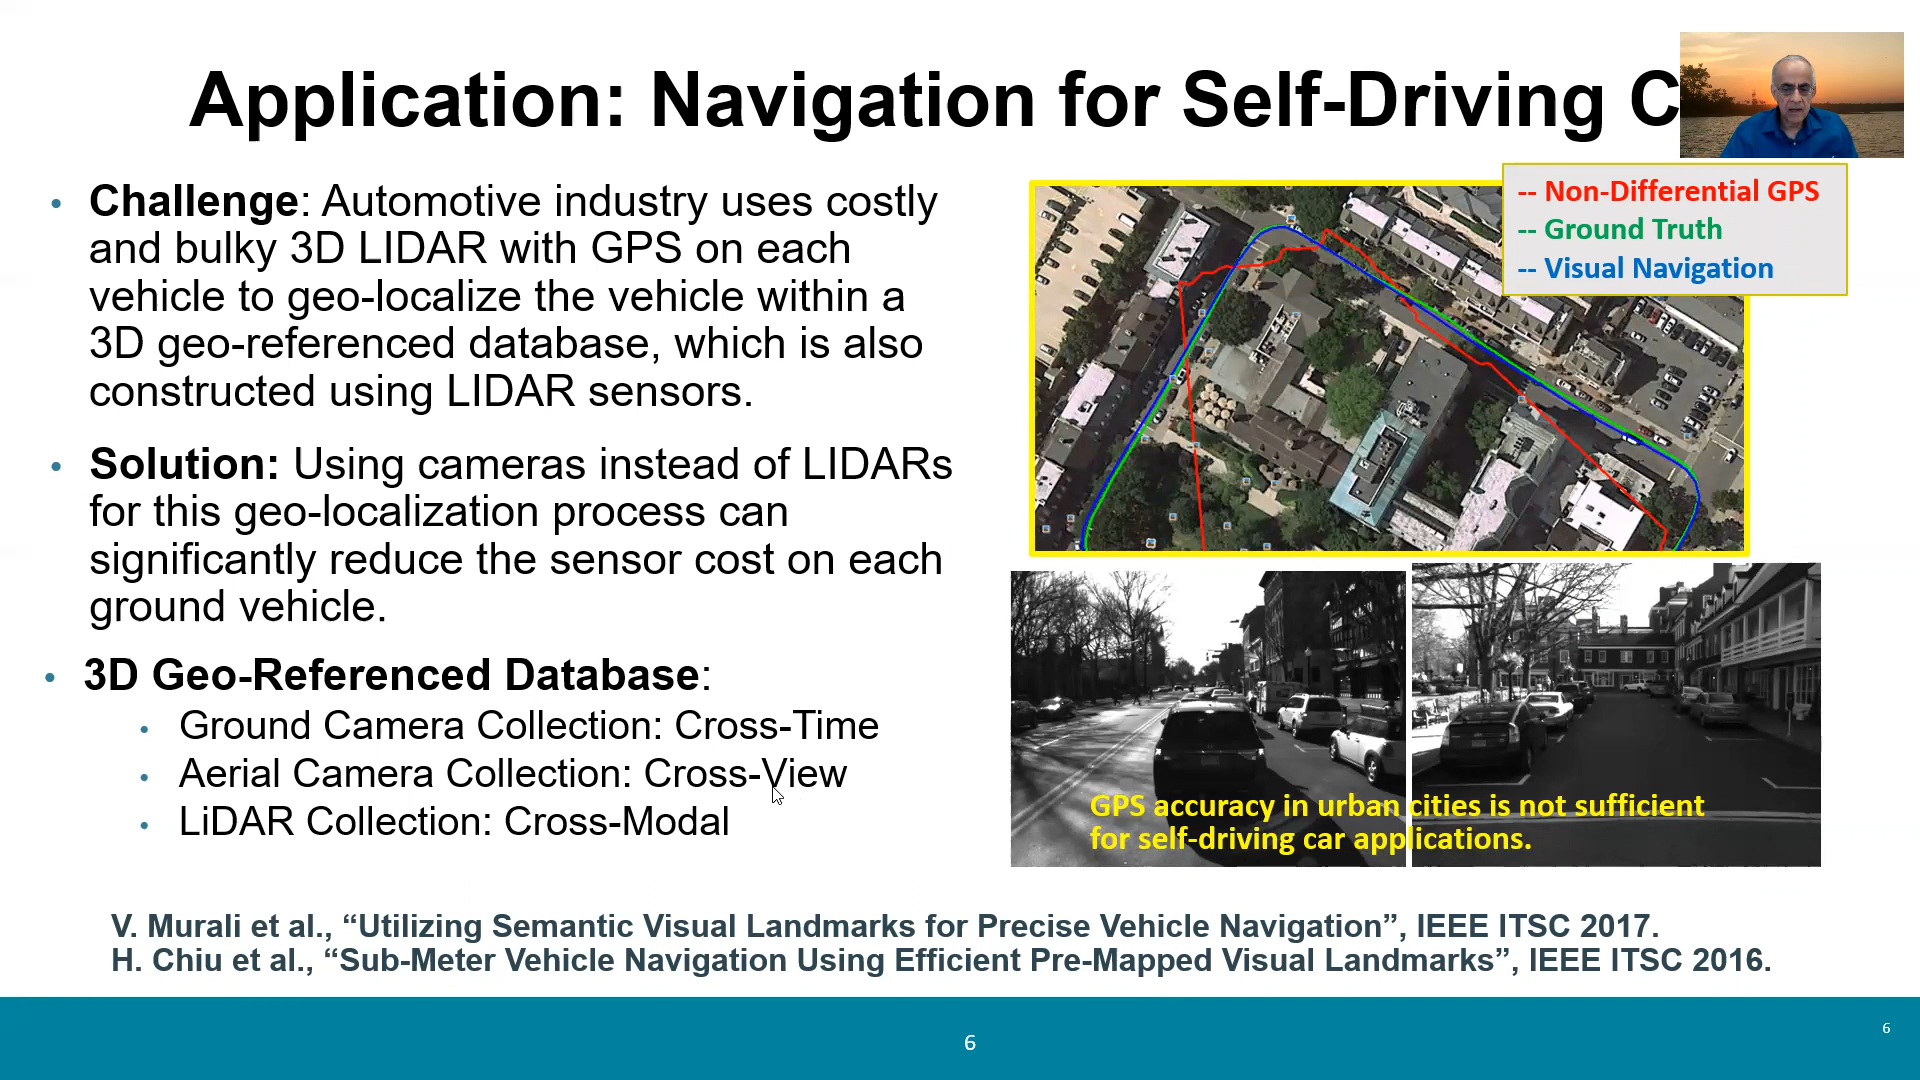 Application: Navigation for Self-Driving C
• Challenge: Automotive industry uses costly
and bulky 3D LIDAR with GPS on each
vehicle to geo-localize the vehicle within a
3D geo-referenced database, which is also
constructed using LIDAR sensors.
• Solution: Using cameras instead of LIDARs
for this geo-localization process can
significantly reduce the sensor cost on each
ground vehicle.
• 3D Geo-Referenced Database:
• Ground Camera Collection: Cross-Time
• Aerial Camera Collection: Cross-View
• LiDAR Collection: Cross-Modal
-- Non-Differential GPS
-- Ground Truth
-- Visual Navigation
GPS accuracy in urban cities is not sufficient
for self-driving car applications.
V. Murali et al., “Utilizing Semantic Visual Landmarks for Precise Vehicle Navigation”, IEEE ITSC 2017.
H. Chiu et al., “Sub-Meter Vehicle Navigation Using Efficient Pre-Mapped Visual Landmarks”, IEEE ITSC 2016.
6
6